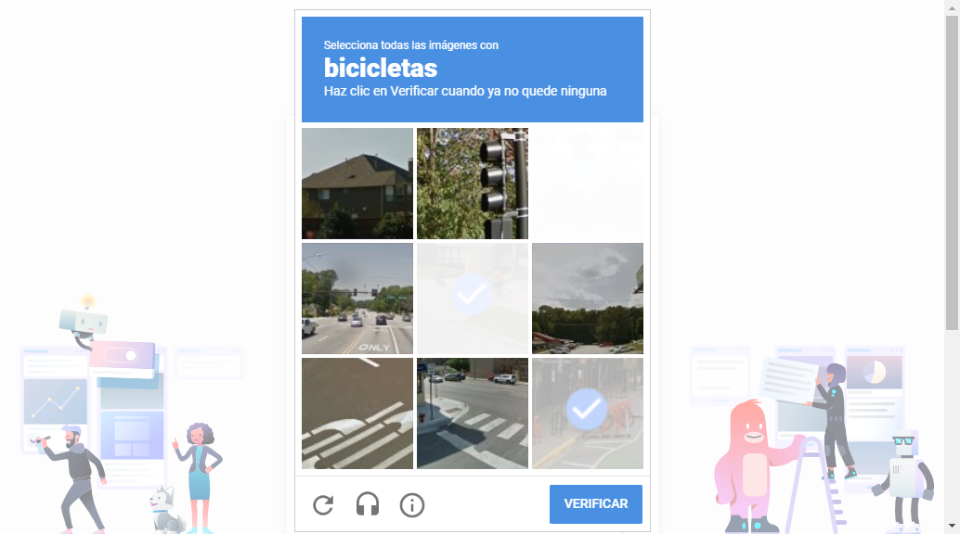 Selecciona todas las imágenes con
bicicletas
Haz clic en Verificar cuando ya no quede ninguna
ONLY
VERIFICAR